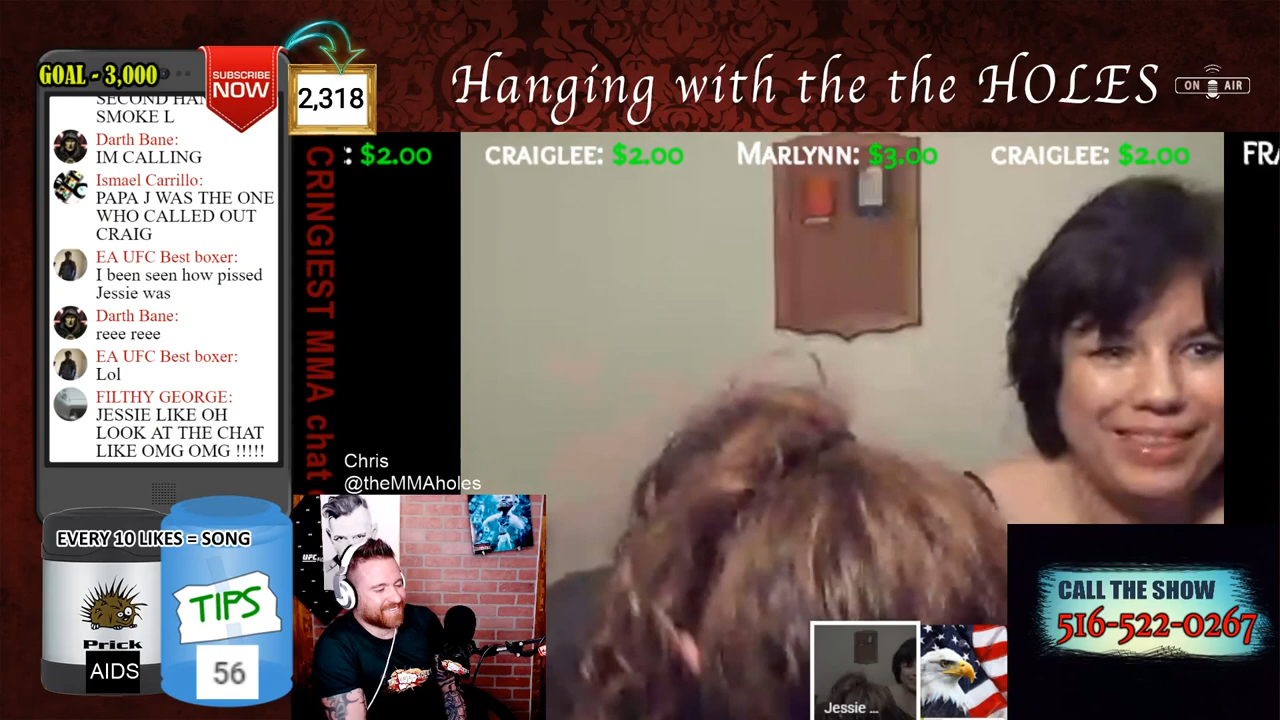 GOAL - 3,000
SUBSCRIBE
NOW
2,318
Hanging with the the HOLES
ON AIR
SMOKE L
Darth Bane:
IM CALLING
Ismael Carrillo:
PAPA J WAS THE ONE
WHO CALLED OUT
CRAIG
EA UFC Best boxer:
I been seen how pissed
Jessie was
Darth Bane:
reee reee
EA UFC Best boxer:
Lol
FILTHY GEORGE:
JESSIE LIKE OH
LOOK AT THE CHAT
LIKE OMG OMG !!!!!
: $2.00 CRAIGLEE: $2.00 MARLYNN: $3.00 CRAIGLEE: $2.00
CRINGIEST MMA chat
Chris
@theMMAholes
UFC
EVERY 10 LIKES = SONG
Prick
AIDS
TIPS
56
Jessie ...
CALL THE SHOW
516-522-0267